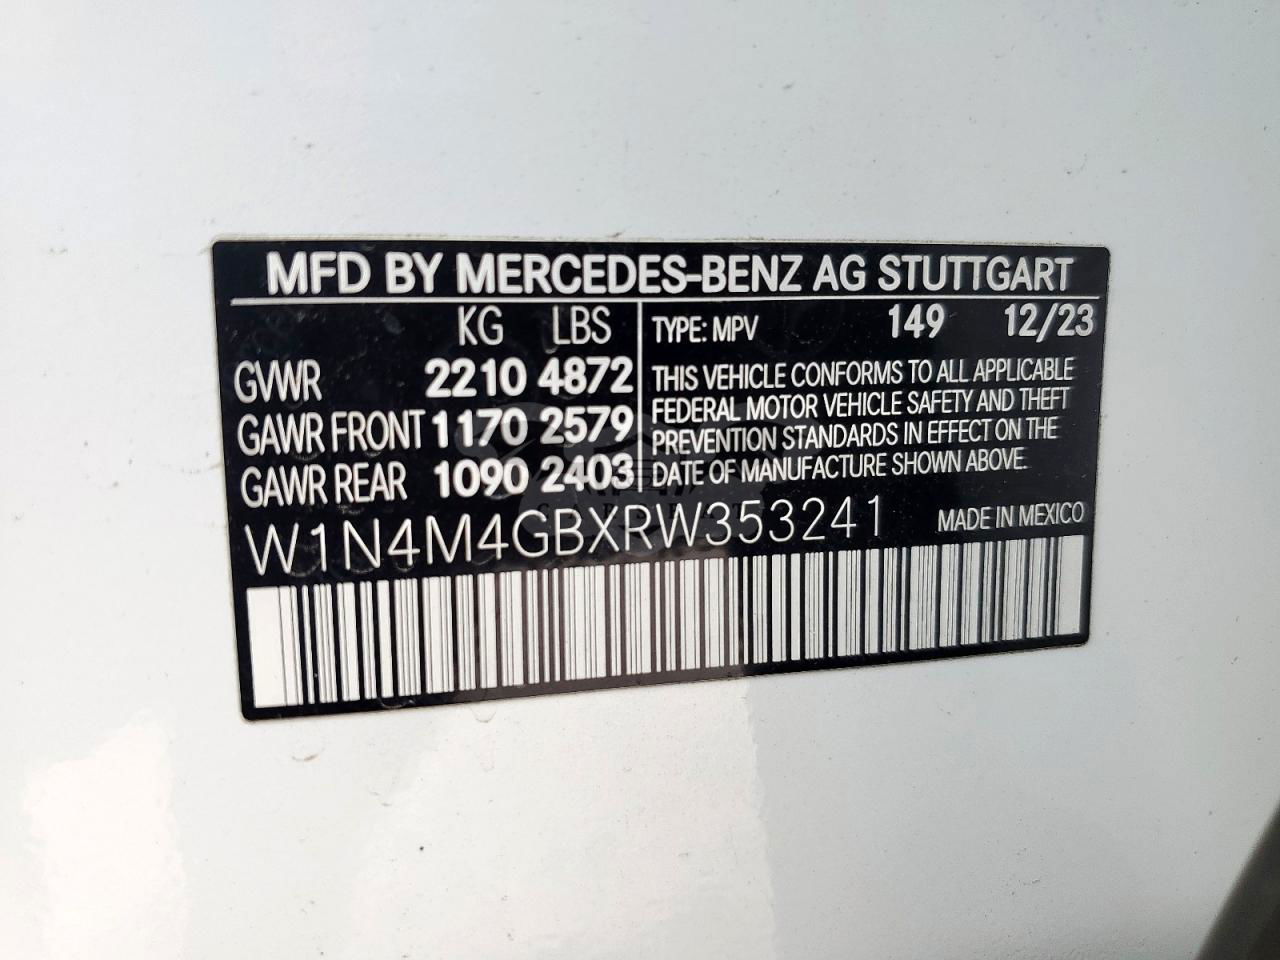 MFD BY MERCEDES-BENZ AG STUTTGART
KG LBS
GVWR 2210 4872
GAWR FRONT 1170 2579
GAWR REAR 1090 2403
TYPE: MPV 149 12/23
THIS VEHICLE CONFORMS TO ALL APPLICABLE
FEDERAL MOTOR VEHICLE SAFETY AND THEFT
PREVENTION STANDARDS IN EFFECT ON THE
DATE OF MANUFACTURE SHOWN ABOVE.
W1N4M4GBXRW353241 MADE IN MEXICO